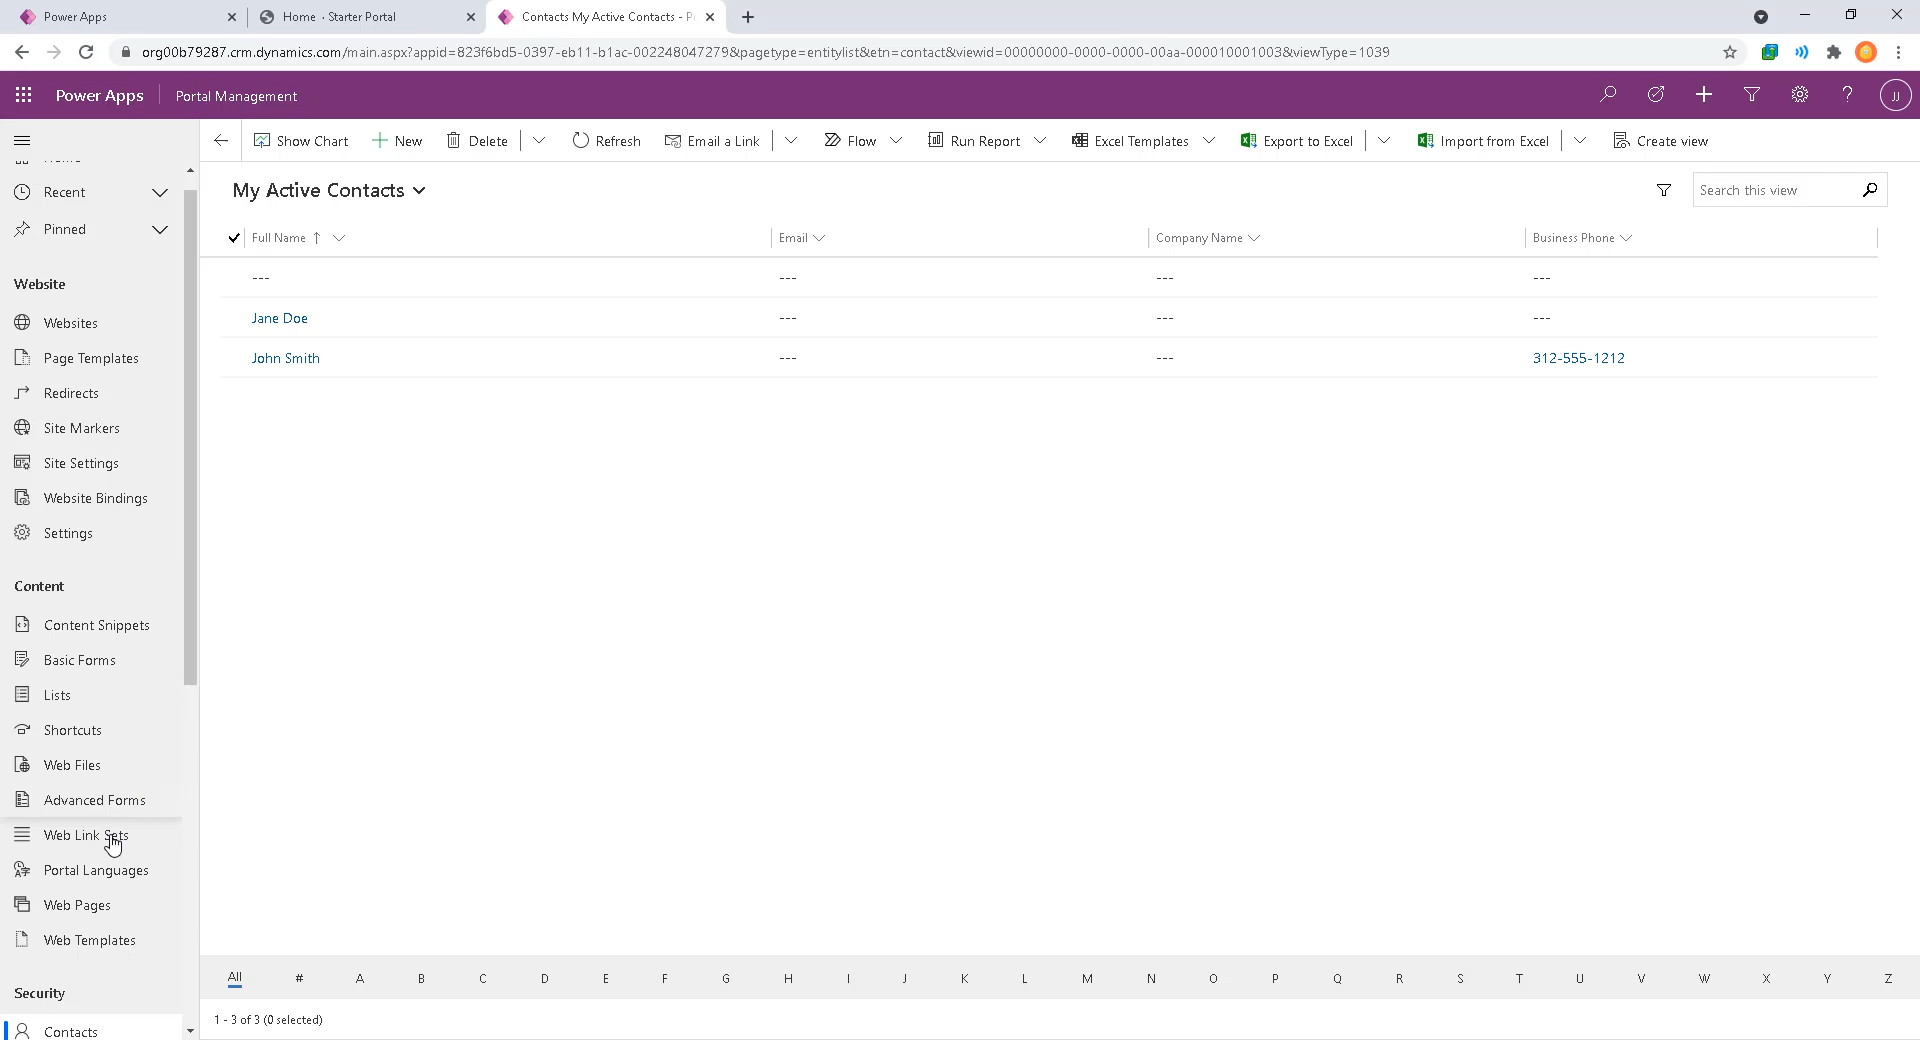 Power Apps
Home · Starter Portal
Contacts My Active Contacts - P
org00b79287.crm.dynamics.com/main.aspx?appid=823f6bd5-0397-eb11-b1ac-002248047279&pagetype=entitylist&etn=contact&viewid=00000000-0000-0000-00aa-000010001003&viewType=1039
Power Apps
Portal Management
JJ
Show Chart
New
Delete
Refresh
Email a Link
Flow
Run Report
Excel Templates
Export to Excel
Import from Excel
Create view
Recent
Pinned
Website
Websites
Page Templates
Redirects
Site Markers
Site Settings
Website Bindings
Settings
Content
Content Snippets
Basic Forms
Lists
Shortcuts
Web Files
Advanced Forms
Web Link Sets
Portal Languages
Web Pages
Web Templates
Security
Contacts
My Active Contacts
Search this view
Full Name Email Company Name Business Phone
--- --- --- ---
Jane Doe --- --- ---
John Smith --- --- 312-555-1212
All # A B C D E F G H I J K L M N O P Q R S T U V W X Y Z
1 - 3 of 3 (0 selected)